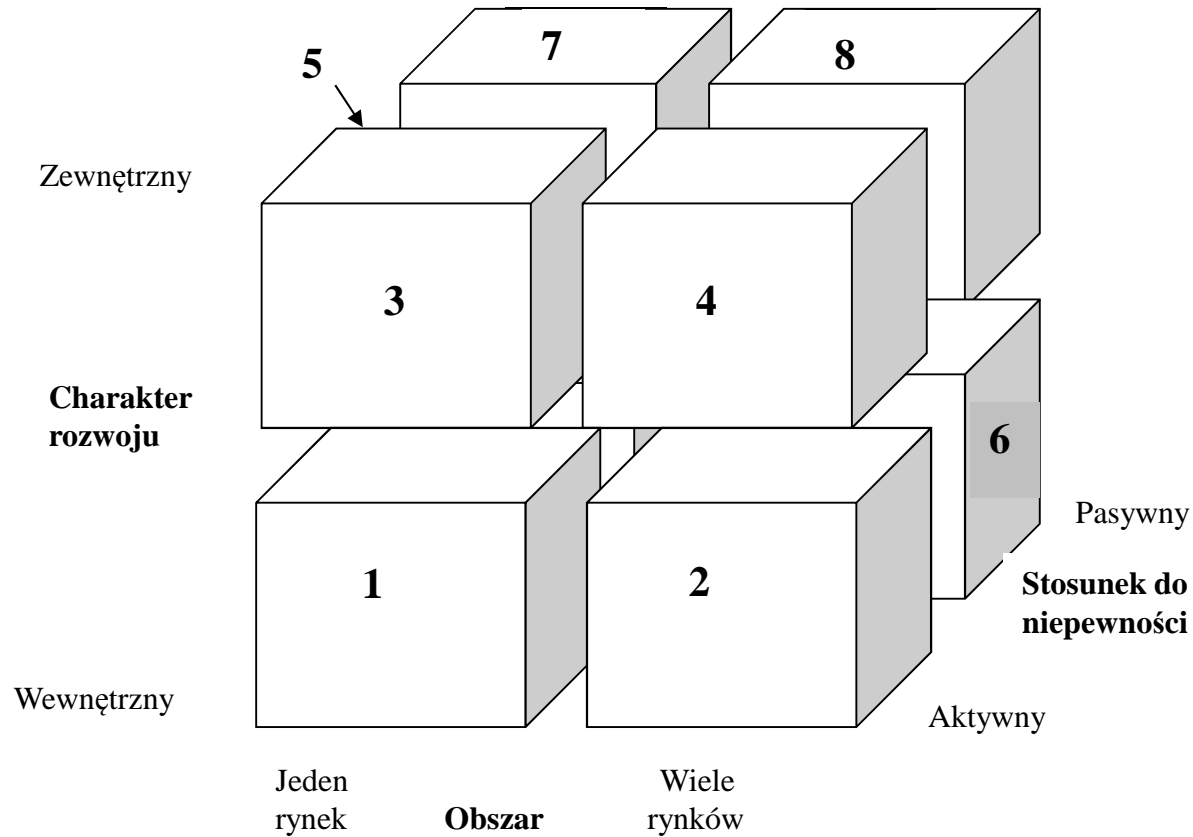 7
8
5
Zewnętrzny
3
4
Charakter
rozwoju
6
Pasywny
1
2
Stosunek do
niepewności
Wewnętrzny
Aktywny
Jeden
rynek
Obszar
Wiele
rynków